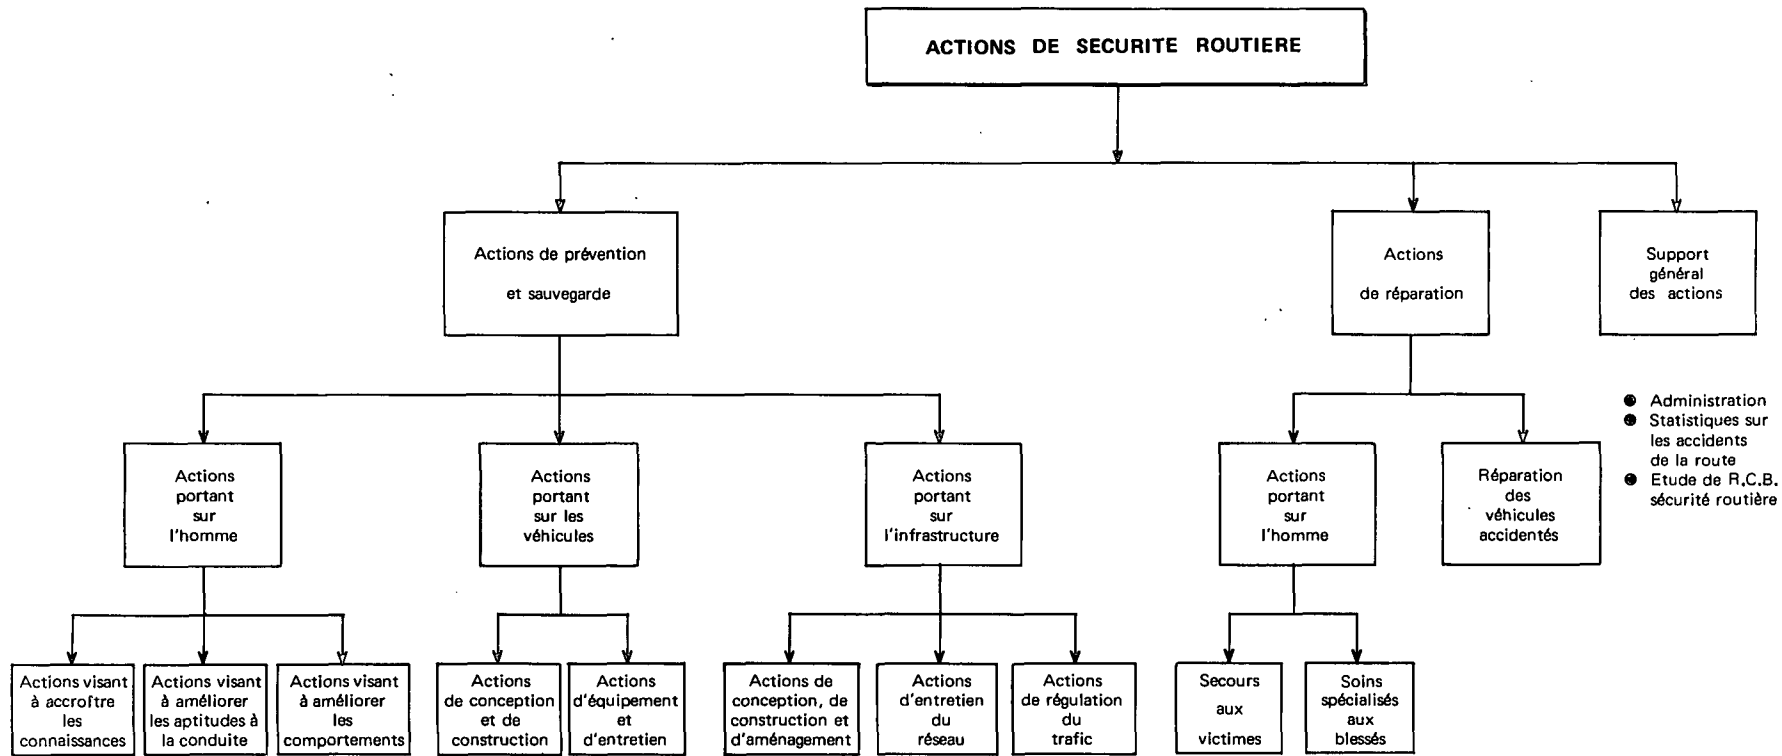 ACTIONS DE SECURITE ROUTIERE
Actions de prévention
et sauvegarde
Actions
de réparation
Support
général
des actions
Administration
Statistiques sur
les accidents
de la route
Etude de R.C.B.
sécurité routière
Actions
portant
sur
l'homme
Actions
portant
sur les
véhicules
Actions
portant
sur
l'infrastructure
Actions
portant
sur
l'homme
Réparation
des
véhicules
accidentés
Actions visant
à accroître
les
connaissances
Actions visant
à améliorer
les aptitudes à
la conduite
Actions visant
à améliorer
les
comportements
Actions
de conception
et de
construction
Actions
d'équipement
et
d'entretien
Actions de
conception, de
construction et
d'aménagement
Actions
d'entretien
du
réseau
Actions
de régulation
du
trafic
Secours
aux
victimes
Soins
spécialisés
aux
blessés